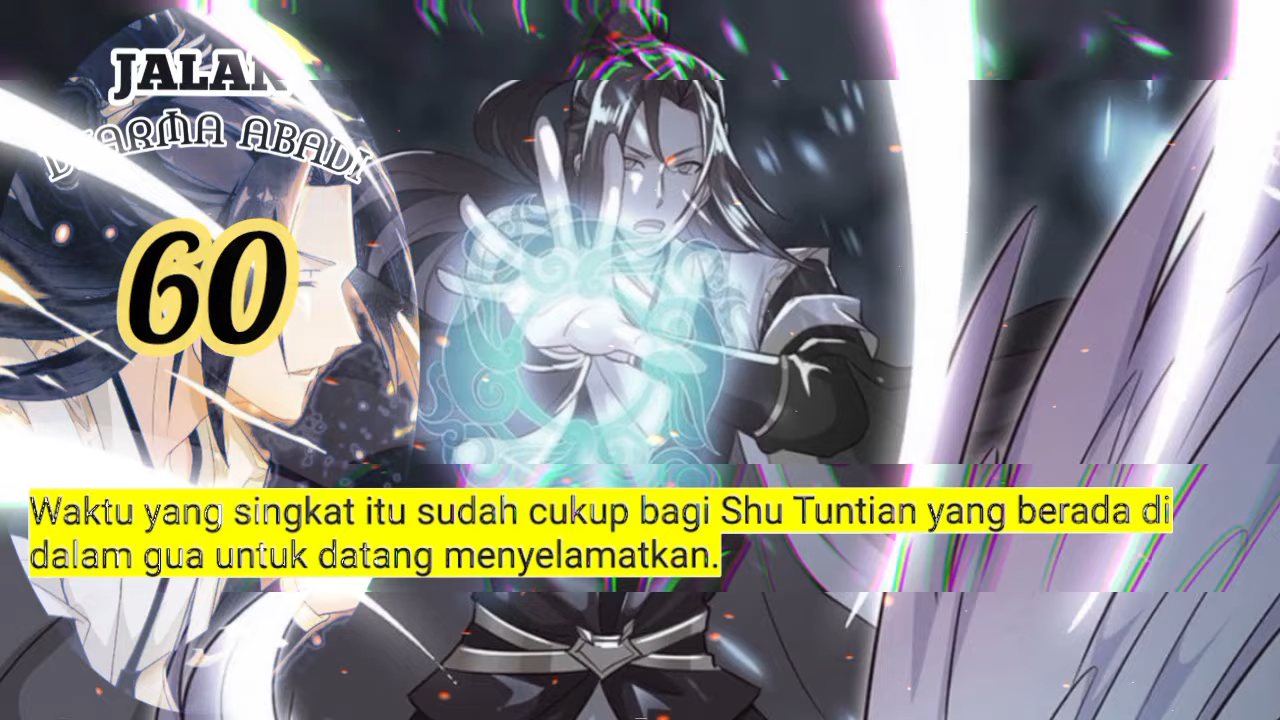 JALAN
DHARMA ABADI
60
Waktu yang singkat itu sudah cukup bagi Shu Tuntian yang berada di
dalam gua untuk datang menyelamatkan.